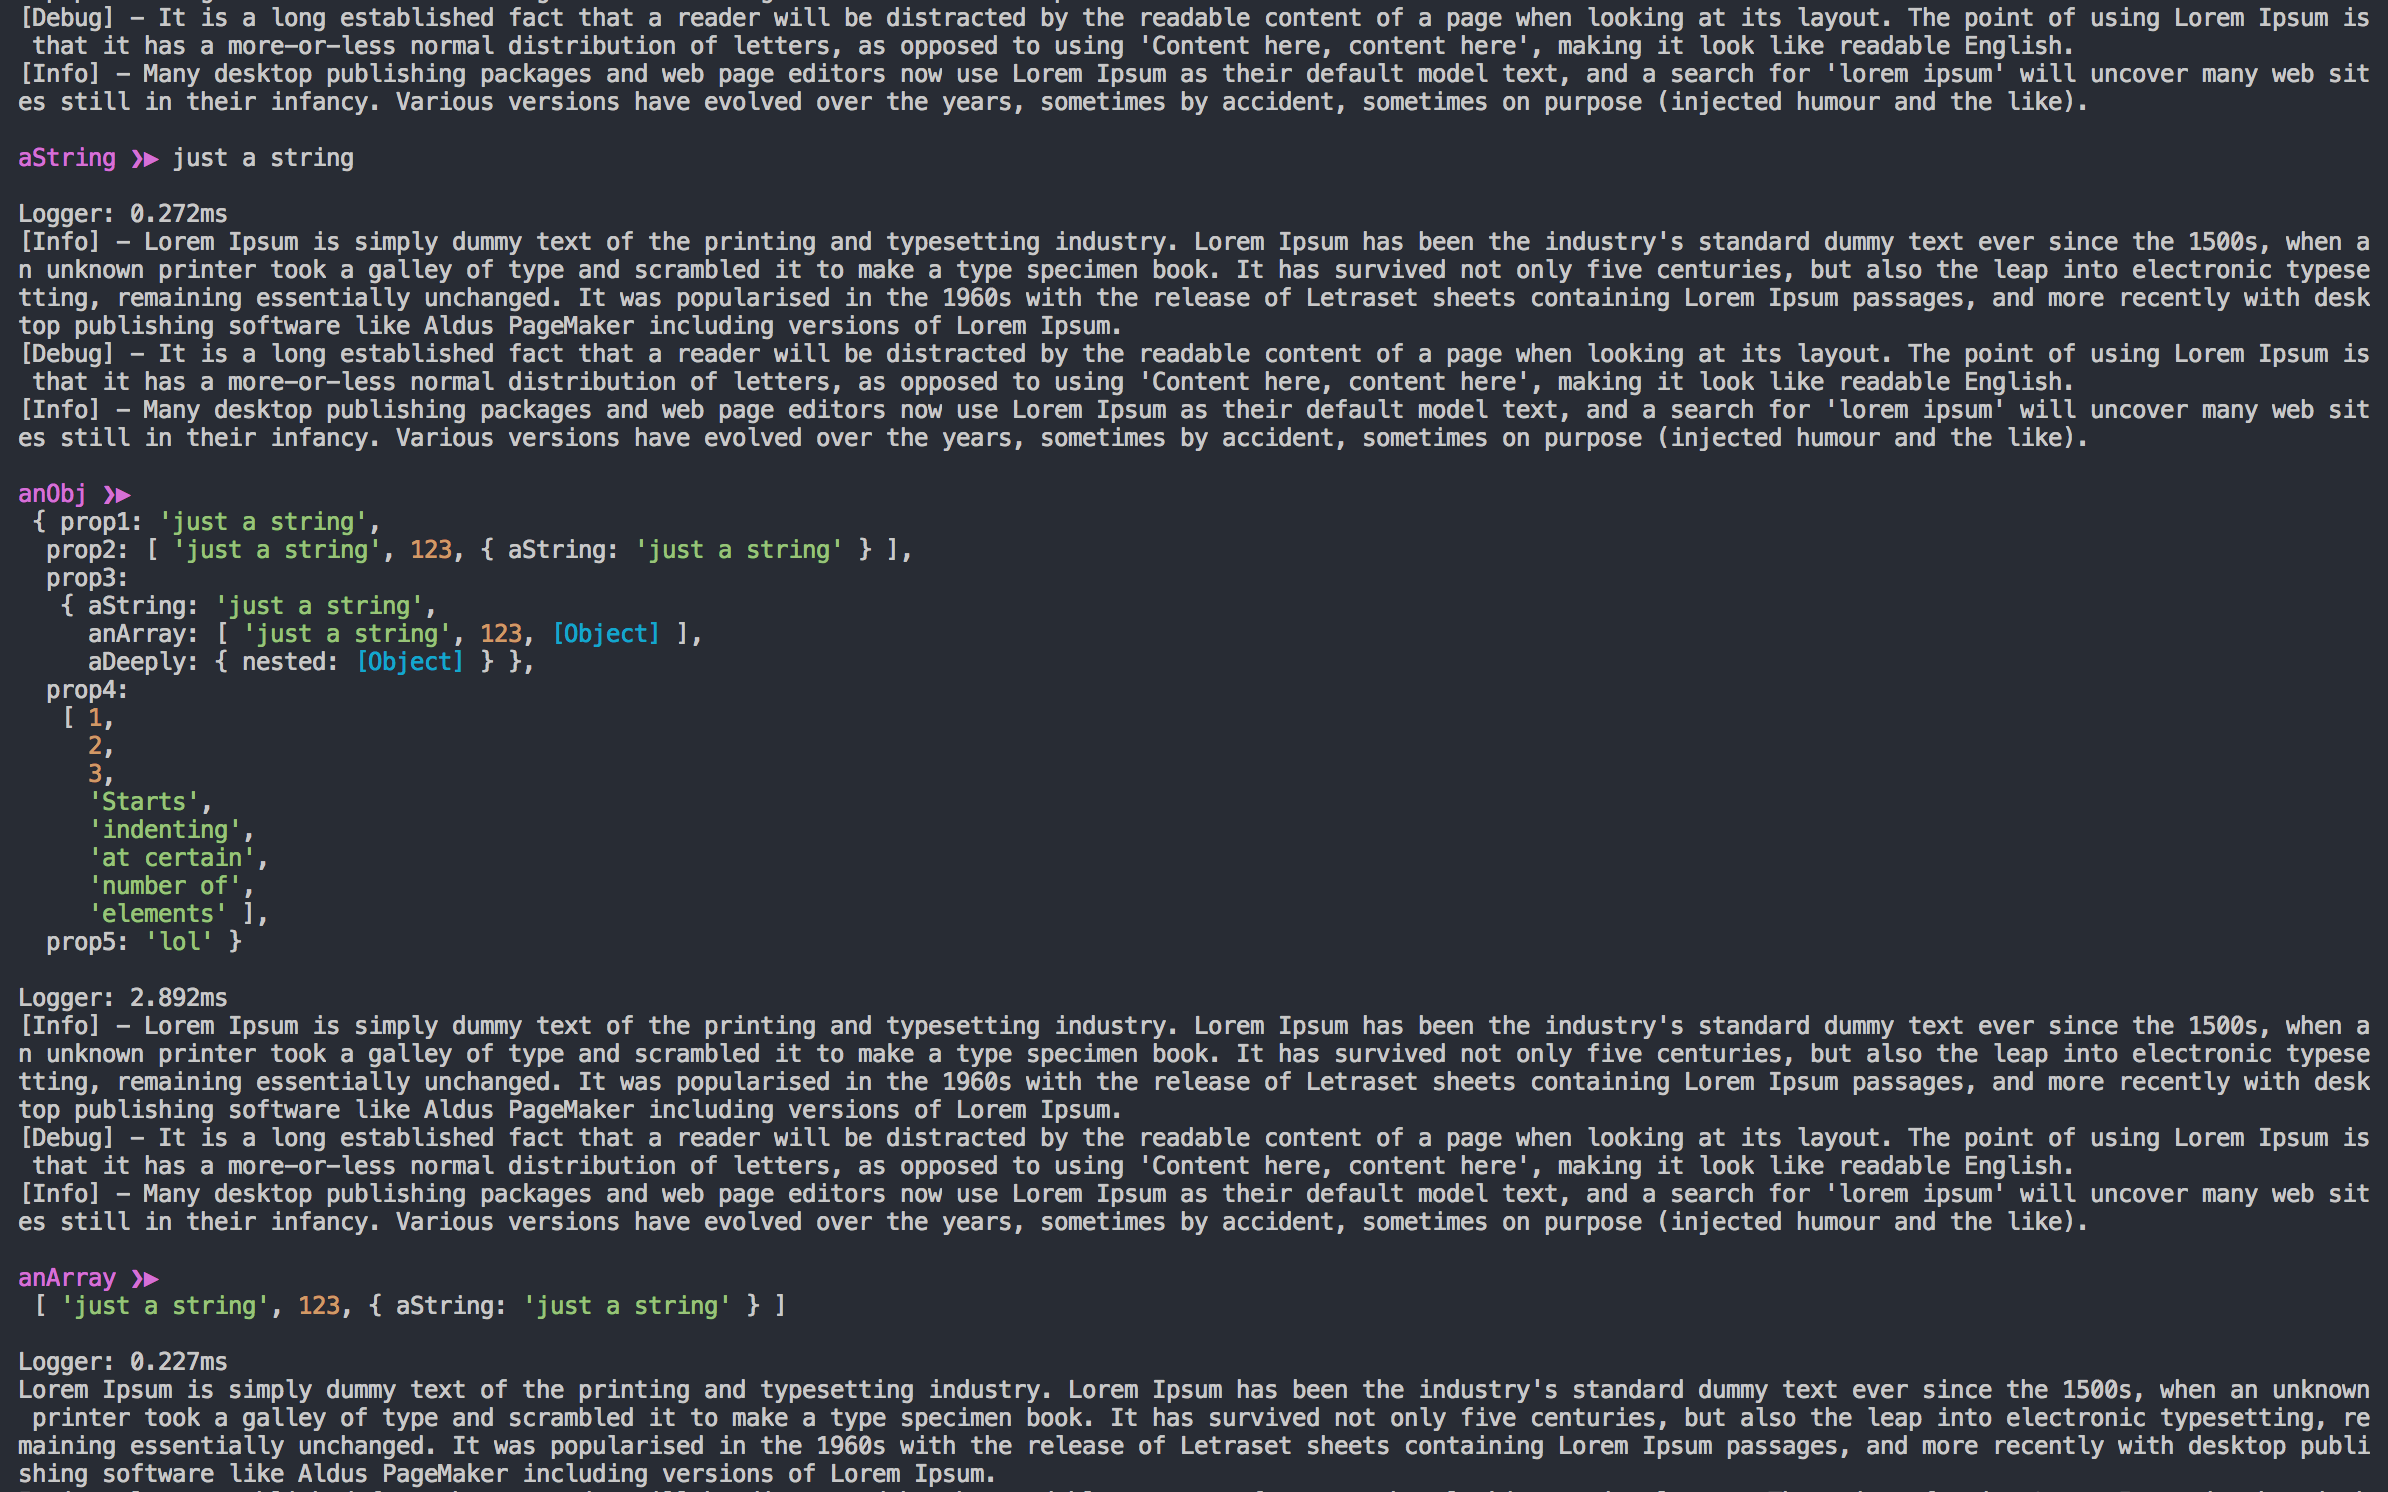 [Debug] – It is a long established fact that a reader will be distracted by the readable content of a page when looking at its layout. The point of using Lorem Ipsum is
 that it has a more-or-less normal distribution of letters, as opposed to using 'Content here, content here', making it look like readable English.
[Info] – Many desktop publishing packages and web page editors now use Lorem Ipsum as their default model text, and a search for 'lorem ipsum' will uncover many web sit
es still in their infancy. Various versions have evolved over the years, sometimes by accident, sometimes on purpose (injected humour and the like).

aString ❯▶ just a string

Logger: 0.272ms
[Info] – Lorem Ipsum is simply dummy text of the printing and typesetting industry. Lorem Ipsum has been the industry's standard dummy text ever since the 1500s, when a
n unknown printer took a galley of type and scrambled it to make a type specimen book. It has survived not only five centuries, but also the leap into electronic typese
tting, remaining essentially unchanged. It was popularised in the 1960s with the release of Letraset sheets containing Lorem Ipsum passages, and more recently with desk
top publishing software like Aldus PageMaker including versions of Lorem Ipsum.
[Debug] – It is a long established fact that a reader will be distracted by the readable content of a page when looking at its layout. The point of using Lorem Ipsum is
 that it has a more-or-less normal distribution of letters, as opposed to using 'Content here, content here', making it look like readable English.
[Info] – Many desktop publishing packages and web page editors now use Lorem Ipsum as their default model text, and a search for 'lorem ipsum' will uncover many web sit
es still in their infancy. Various versions have evolved over the years, sometimes by accident, sometimes on purpose (injected humour and the like).

anObj ❯▶
 { prop1: 'just a string',
  prop2: [ 'just a string', 123, { aString: 'just a string' } ],
  prop3:
   { aString: 'just a string',
     anArray: [ 'just a string', 123, [Object] ],
     aDeeply: { nested: [Object] } },
  prop4:
   [ 1,
     2,
     3,
     'Starts',
     'indenting',
     'at certain',
     'number of',
     'elements' ],
  prop5: 'lol' }

Logger: 2.892ms
[Info] – Lorem Ipsum is simply dummy text of the printing and typesetting industry. Lorem Ipsum has been the industry's standard dummy text ever since the 1500s, when a
n unknown printer took a galley of type and scrambled it to make a type specimen book. It has survived not only five centuries, but also the leap into electronic typese
tting, remaining essentially unchanged. It was popularised in the 1960s with the release of Letraset sheets containing Lorem Ipsum passages, and more recently with desk
top publishing software like Aldus PageMaker including versions of Lorem Ipsum.
[Debug] – It is a long established fact that a reader will be distracted by the readable content of a page when looking at its layout. The point of using Lorem Ipsum is
 that it has a more-or-less normal distribution of letters, as opposed to using 'Content here, content here', making it look like readable English.
[Info] – Many desktop publishing packages and web page editors now use Lorem Ipsum as their default model text, and a search for 'lorem ipsum' will uncover many web sit
es still in their infancy. Various versions have evolved over the years, sometimes by accident, sometimes on purpose (injected humour and the like).

anArray ❯▶
 [ 'just a string', 123, { aString: 'just a string' } ]

Logger: 0.227ms
Lorem Ipsum is simply dummy text of the printing and typesetting industry. Lorem Ipsum has been the industry's standard dummy text ever since the 1500s, when an unknown
 printer took a galley of type and scrambled it to make a type specimen book. It has survived not only five centuries, but also the leap into electronic typesetting, re
maining essentially unchanged. It was popularised in the 1960s with the release of Letraset sheets containing Lorem Ipsum passages, and more recently with desktop publi
shing software like Aldus PageMaker including versions of Lorem Ipsum.